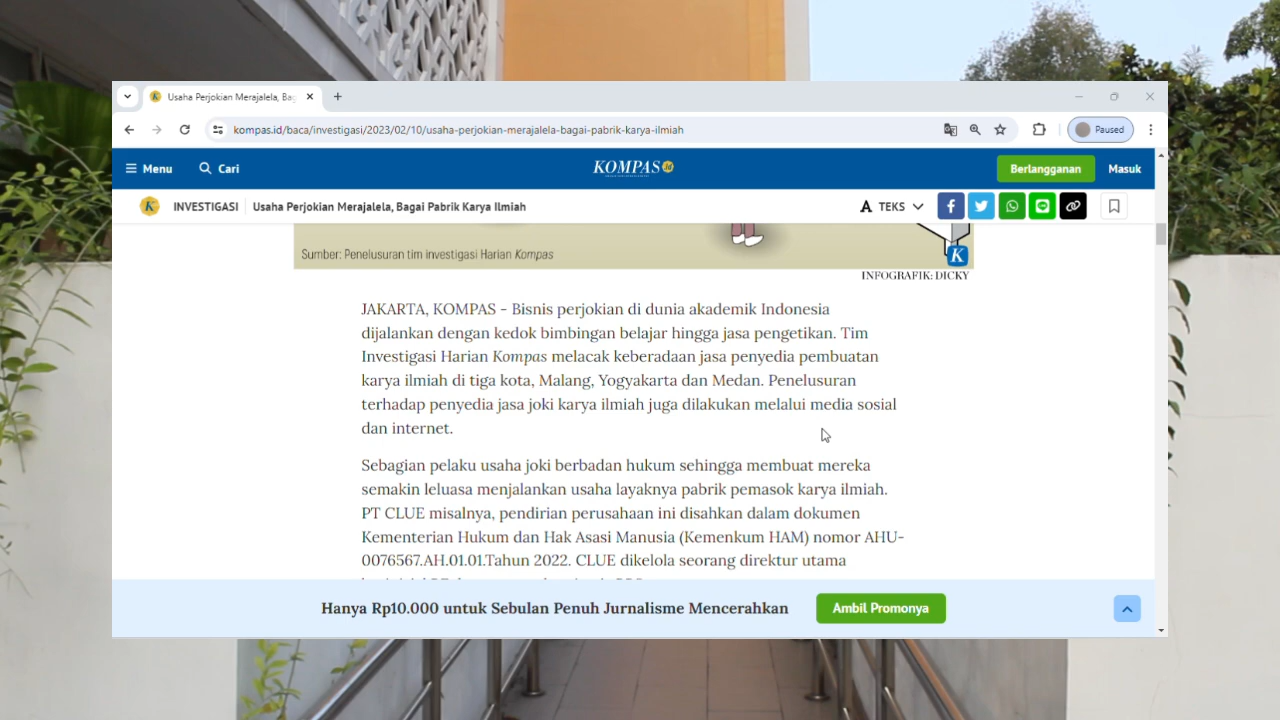 Usaha Perjokian Merajalela, Bag
kompas.id/baca/investigasi/2023/02/10/usaha-perjokian-merajalela-bagai-pabrik-karya-ilmiah
Paused
Menu
Cari
KOMPAS.id
Berlangganan
Masuk
K
INVESTIGASI
Usaha Perjokian Merajalela, Bagai Pabrik Karya Ilmiah
A TEKS
Sumber: Penelusuran tim investigasi Harian Kompas
K
INFOGRAFIK: DICKY
JAKARTA, KOMPAS - Bisnis perjokian di dunia akademik Indonesia
dijalankan dengan kedok bimbingan belajar hingga jasa pengetikan. Tim
Investigasi Harian Kompas melacak keberadaan jasa penyedia pembuatan
karya ilmiah di tiga kota, Malang, Yogyakarta dan Medan. Penelusuran
terhadap penyedia jasa joki karya ilmiah juga dilakukan melalui media sosial
dan internet.
Sebagian pelaku usaha joki berbadan hukum sehingga membuat mereka
semakin leluasa menjalankan usaha layaknya pabrik pemasok karya ilmiah.
PT CLUE misalnya, pendirian perusahaan ini disahkan dalam dokumen
Kementerian Hukum dan Hak Asasi Manusia (Kemenkum HAM) nomor AHU-
0076567.AH.01.01.Tahun 2022. CLUE dikelola seorang direktur utama
Hanya Rp10.000 untuk Sebulan Penuh Jurnalisme Mencerahkan
Ambil Promonya